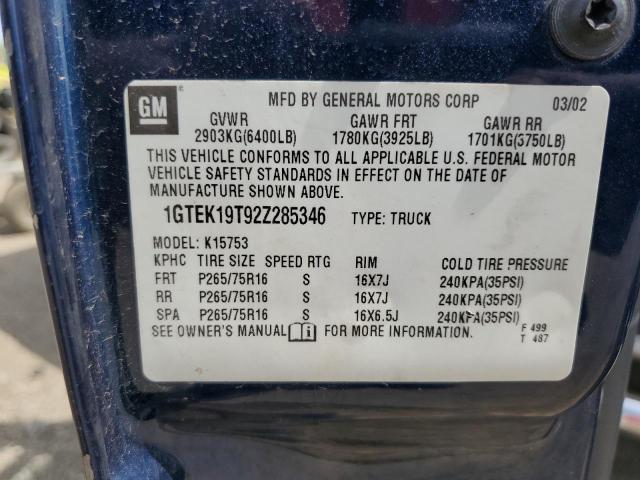 GM ® MFD BY GENERAL MOTORS CORP 03/02
GVWR GAWR FRT GAWR RR
2903KG(6400LB) 1780KG(3925LB) 1701KG(3750LB)
THIS VEHICLE CONFORMS TO ALL APPLICABLE U.S. FEDERAL MOTOR
VEHICLE SAFETY STANDARDS IN EFFECT ON THE DATE OF
MANUFACTURE SHOWN ABOVE.
1GTEK19T92Z285346 TYPE: TRUCK
MODEL: K15753
KPHC TIRE SIZE SPEED RTG RIM COLD TIRE PRESSURE
FRT P265/75R16 S 16X7J 240KPA(35PSI)
RR P265/75R16 S 16X7J 240KPA(35PSI)
SPA P265/75R16 S 16X6.5J 240KPA(35PSI)
SEE OWNER'S MANUAL FOR MORE INFORMATION. F 499
T 487